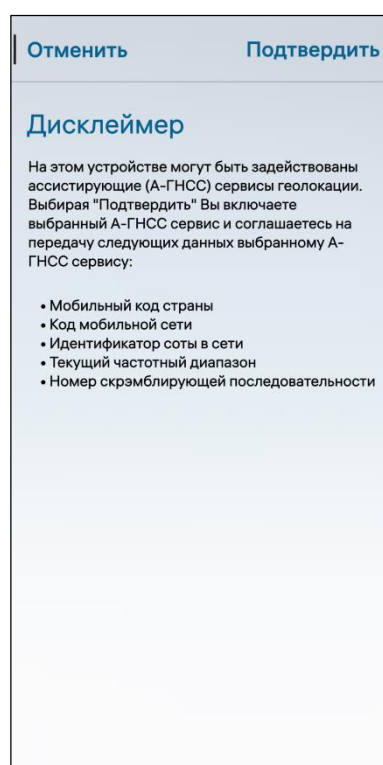 Отменить Подтвердить
Дисклеймер
На этом устройстве могут быть задействованы
ассистирующие (А-ГНСС) сервисы геолокации.
Выбирая "Подтвердить" Вы включаете
выбранный А-ГНСС сервис и соглашаетесь на
передачу следующих данных выбранному А-
ГНСС сервису:
• Мобильный код страны
• Код мобильной сети
• Идентификатор соты в сети
• Текущий частотный диапазон
• Номер скрэмблирующей последовательности